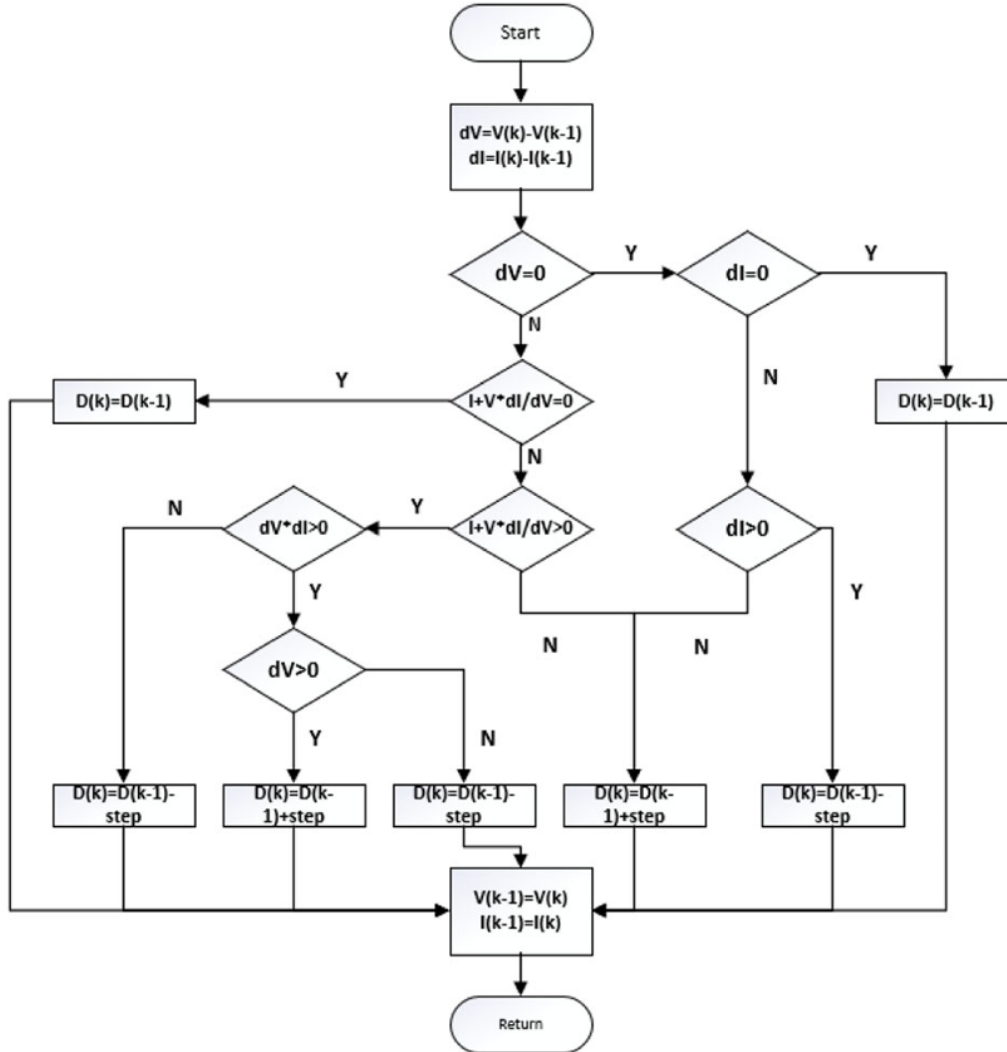 Start
dV=V(k)-V(k-1)
dI=I(k)-I(k-1)
dV=0
Y
dI=0
Y
N
Y
I+V*dI/dV=0
N
D(k)=D(k-1)
D(k)=D(k-1)
N
N
dV*dI>0
Y
I+V*dI/dV>0
dI>0
Y
Y
N
N
dV>0
Y
N
D(k)=D(k-1)-
step
D(k)=D(k-
1)+step
D(k)=D(k-1)-
step
D(k)=D(k-
1)+step
D(k)=D(k-1)-
step
V(k-1)=V(k)
I(k-1)=I(k)
Return